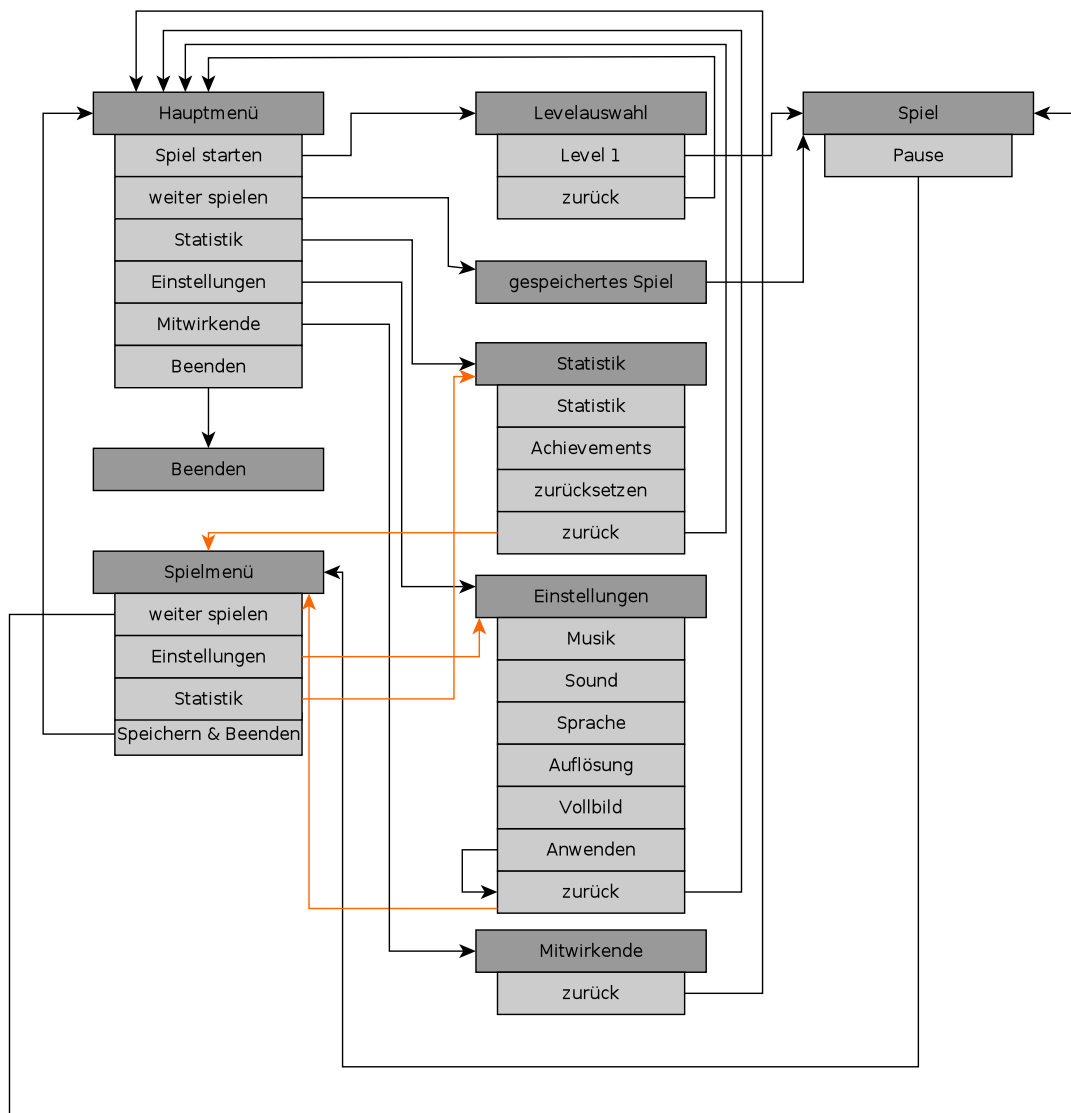 Hauptmenü
Spiel starten
weiter spielen
Statistik
Einstellungen
Mitwirkende
Beenden
Beenden
Spielmenü
weiter spielen
Einstellungen
Statistik
Speichern & Beenden
Levelauswahl
Level 1
zurück
gespeichertes Spiel
Statistik
Statistik
Achievements
zurücksetzen
zurück
Einstellungen
Musik
Sound
Sprache
Auflösung
Vollbild
Anwenden
zurück
Mitwirkende
zurück
Spiel
Pause